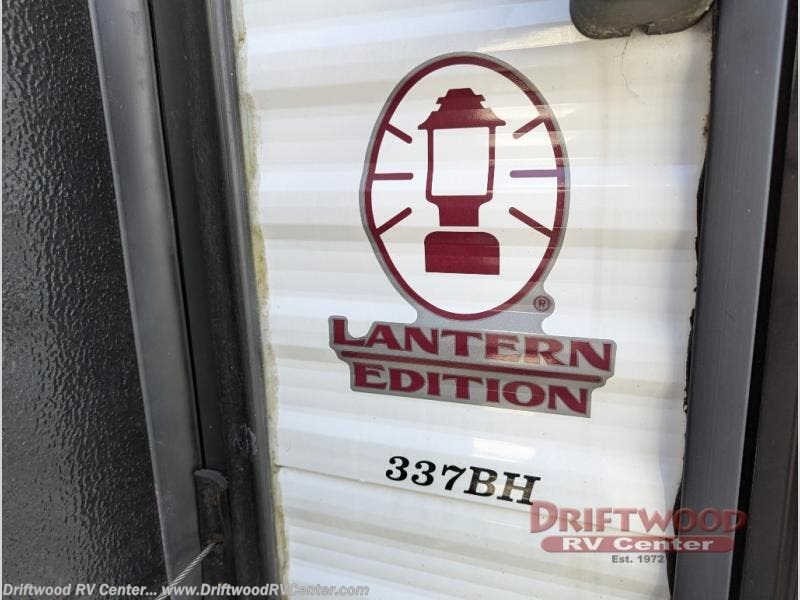 ®
LANTERN
EDITION
337BH
DRIFTWOOD
RV Center
Est. 1972
Driftwood RV Center... www.DriftwoodRVCenter.com